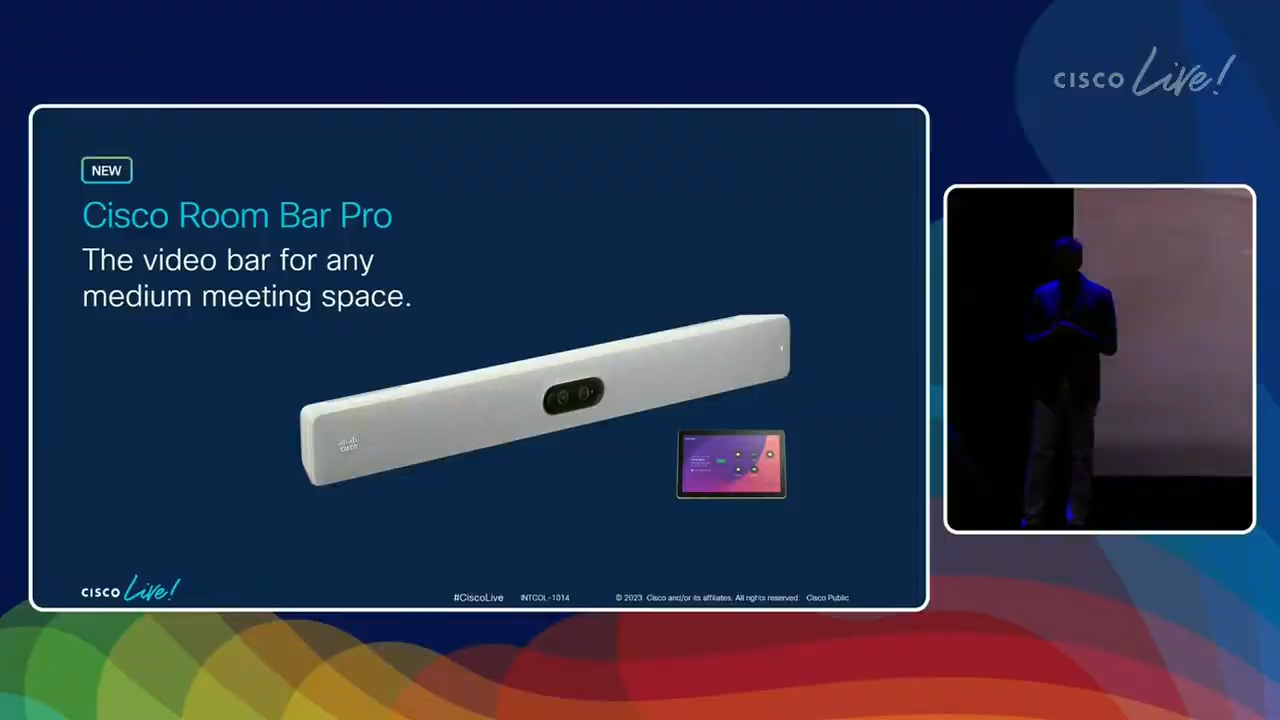 CISCO Live!
NEW
Cisco Room Bar Pro
The video bar for any
medium meeting space.
CISCO
CISCO Live!
#CiscoLive INTCOL-1014 © 2023 Cisco and/or its affiliates. All rights reserved. Cisco Public